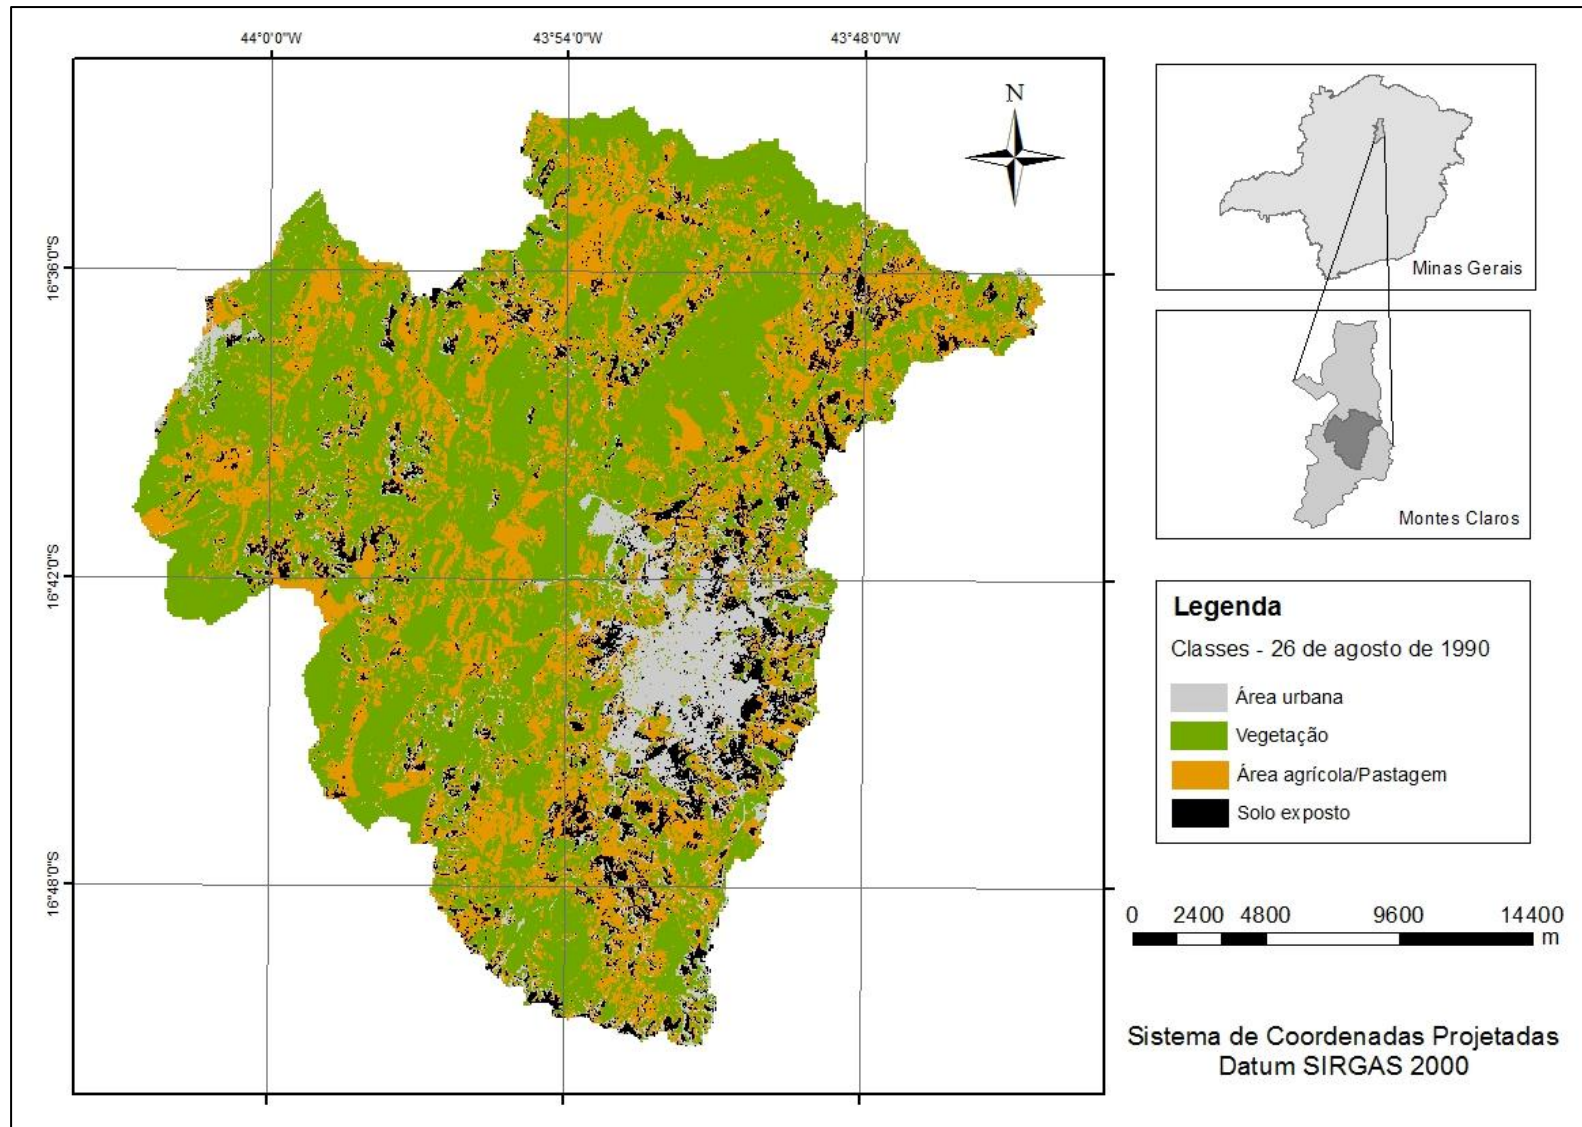 44°0'0"W
43°54'0"W
43°48'0"W
16°36'0"S
16°42'0"S
16°48'0"S
N
Minas Gerais
Montes Claros
Legenda
Classes - 26 de agosto de 1990
Área urbana
Vegetação
Área agrícola/Pastagem
Solo exposto
0 2400 4800 9600 14400
m
Sistema de Coordenadas Projetadas
Datum SIRGAS 2000